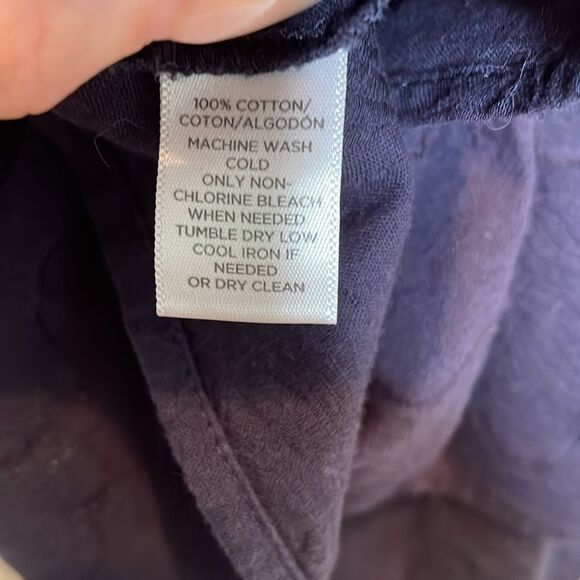 100% COTTON/
COTON/ALGODÓN
MACHINE WASH
COLD
ONLY NON-
CHLORINE BLEACH
WHEN NEEDED
TUMBLE DRY LOW
COOL IRON IF
NEEDED
OR DRY CLEAN